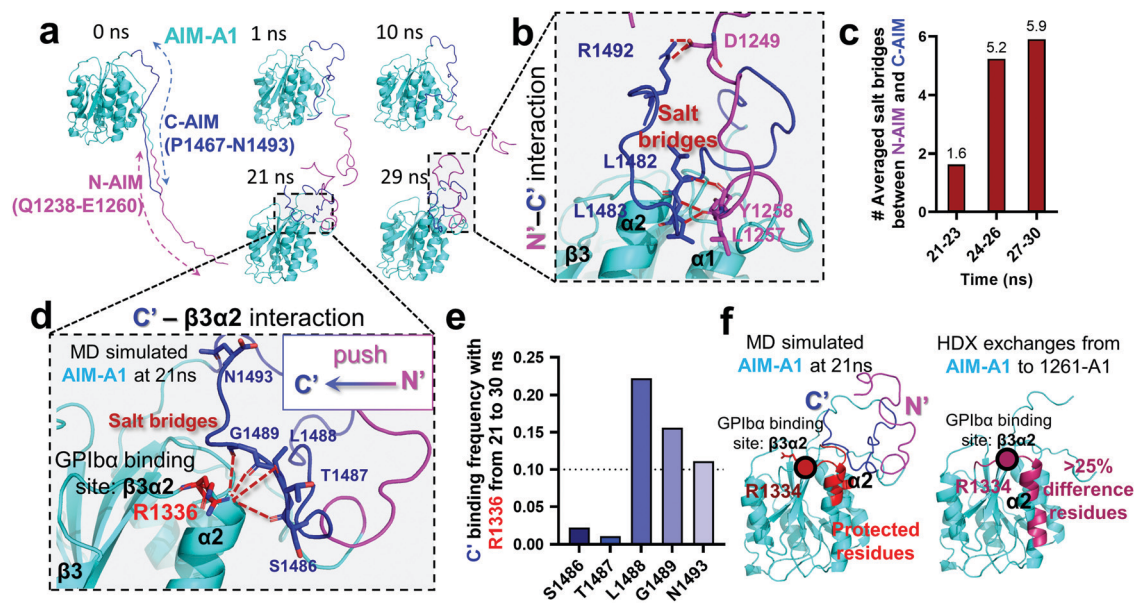 a
0 ns
AIM-A1
1 ns
10 ns
C-AIM
(P1467-N1493)
N-AIM
(Q1238-E1260)
21 ns
29 ns
b
N'–C' interaction
R1492
D1249
Salt
bridges
L1482
L1483
Y1258
L1257
α2
β3
α1
c
# Averaged salt bridges
between N-AIM and C-AIM
6
4
2
0
1.6
5.2
5.9
21-23
24-26
27-30
Time (ns)
d
C' – β3α2 interaction
MD simulated
AIM-A1 at 21ns
N1493
push
C'
N'
Salt bridges
G1489
L1488
GPIbα binding
site: β3α2
T1487
R1336
α2
β3
S1486
e
C' binding frequency with
R1336 from 21 to 30 ns
0.25
0.20
0.15
0.10
0.05
0.00
S1486
T1487
L1488
G1489
N1493
f
MD simulated
AIM-A1 at 21ns
C'
N'
GPIbα binding
site: β3α2
R1334
α2
Protected
residues
HDX exchanges from
AIM-A1 to 1261-A1
GPIbα binding
site: β3α2
R1334
α2
>25%
difference
residues